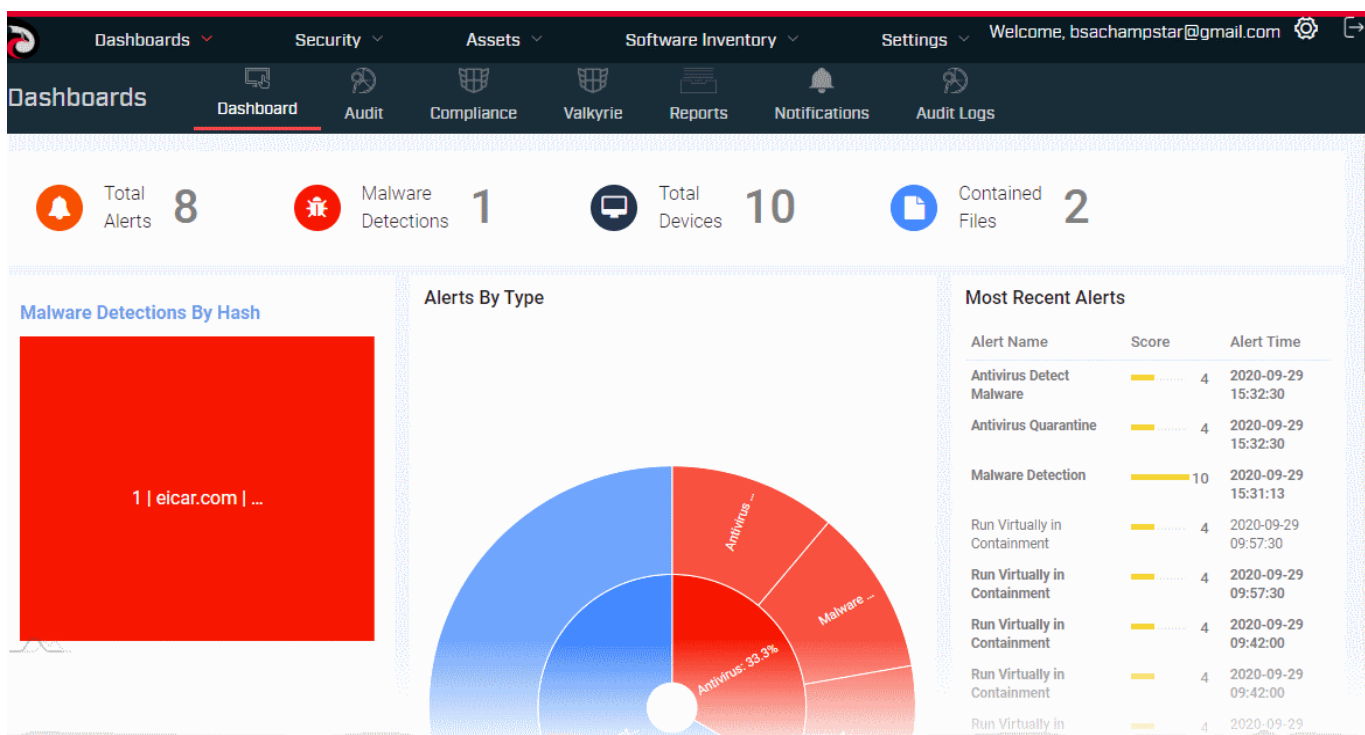 Dashboards Security Assets Software Inventory Settings Welcome, bsachampstar@gmail.com
Dashboards Dashboard Audit Compliance Valkyrie Reports Notifications Audit Logs
Total
Alerts
8
Malware
Detections
1
Total
Devices
10
Contained
Files
2
Malware Detections By Hash
1 | eicar.com | ...
Alerts By Type
Antivirus ...
Malware ...
Antivirus: 33.3%
Most Recent Alerts
Alert Name Score Alert Time
Antivirus Detect 4 2020-09-29
Malware 15:32:30
Antivirus Quarantine 4 2020-09-29
15:32:30
Malware Detection 10 2020-09-29
15:31:13
Run Virtually in 4 2020-09-29
Containment 09:57:30
Run Virtually in 4 2020-09-29
Containment 09:57:30
Run Virtually in 4 2020-09-29
Containment 09:42:00
Run Virtually in 4 2020-09-29
Containment 09:42:00
Run Virtually in 4 2020-09-29